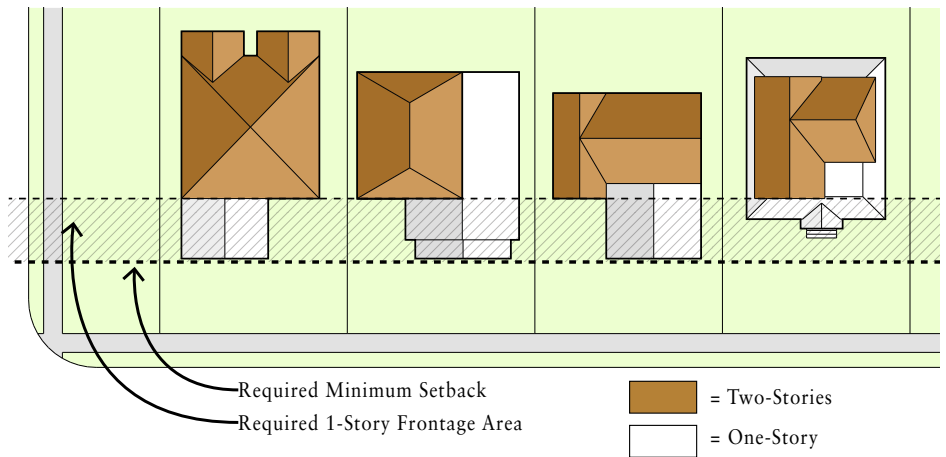 Required Minimum Setback
Required 1-Story Frontage Area
= Two-Stories
= One-Story